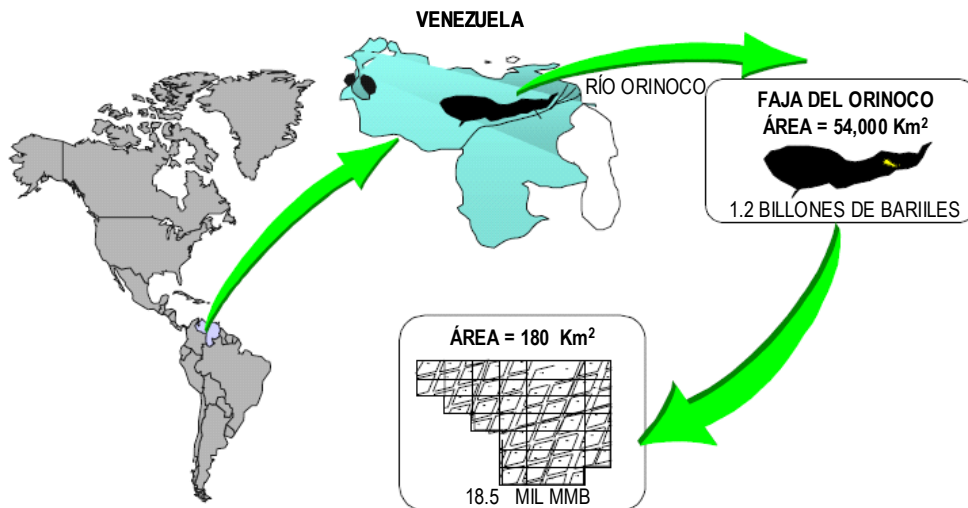 VENEZUELA
RÍO ORINOCO
FAJA DEL ORINOCO
ÁREA = 54,000 Km²
1.2 BILLONES DE BARIILES
ÁREA = 180 Km²
18.5 MIL MMB